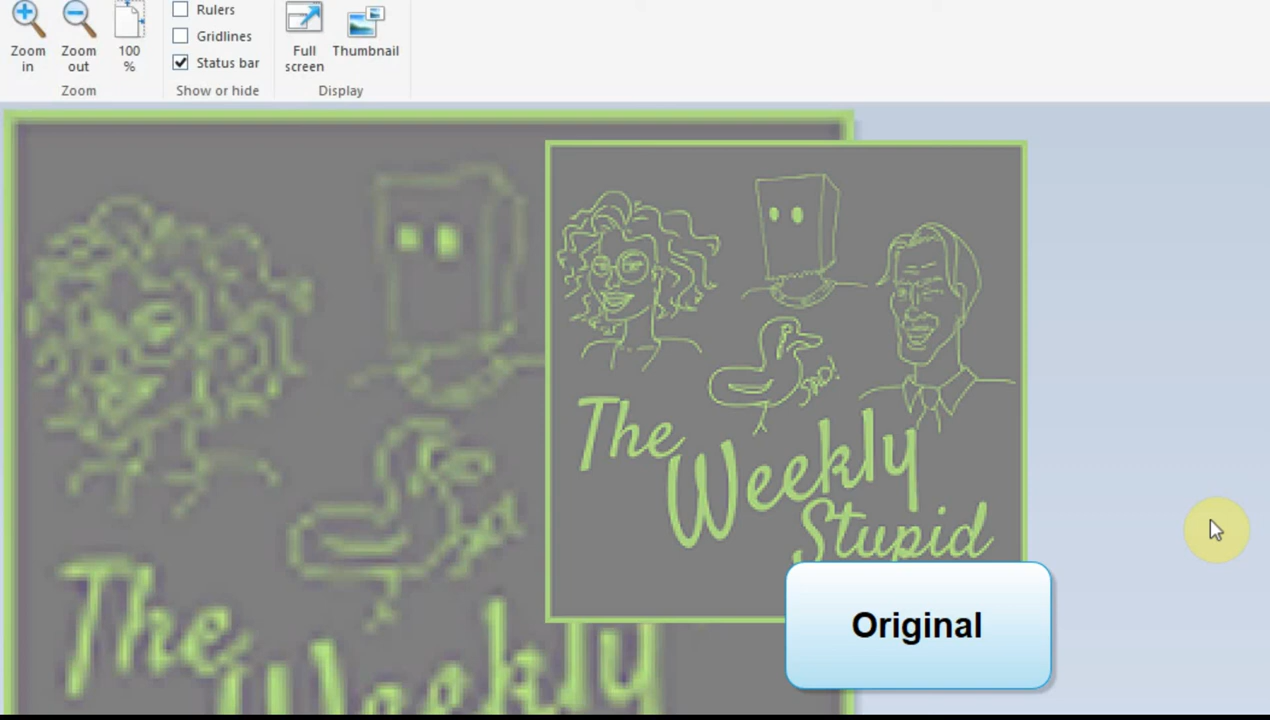 Zoom in
Zoom out
100 %
Zoom
Rulers
Gridlines
Status bar
Show or hide
Full screen
Thumbnail
Display
The
Weekly
The
Weekly
Stupid
Original